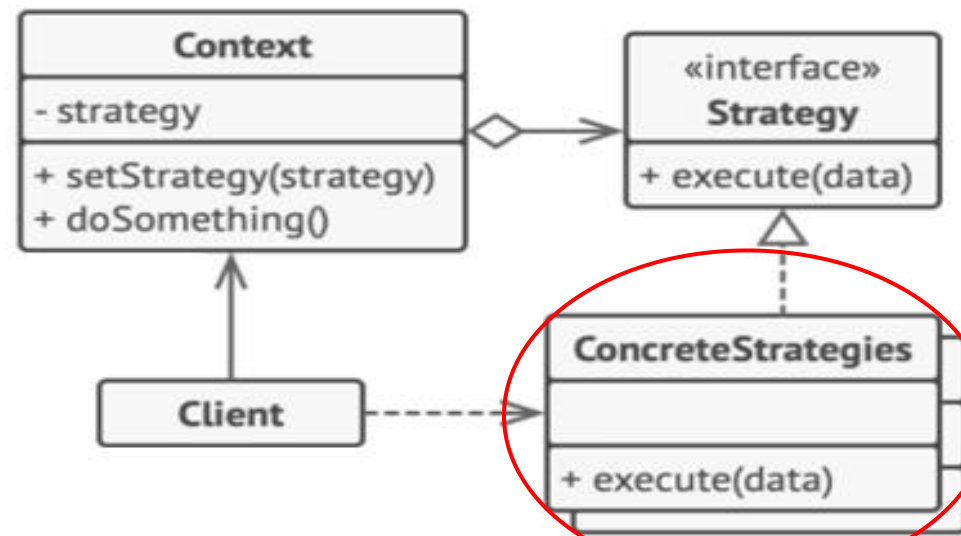 Context
- strategy
+ setStrategy(strategy)
+ doSomething()
«interface»
Strategy
+ execute(data)
Client
ConcreteStrategies
+ execute(data)